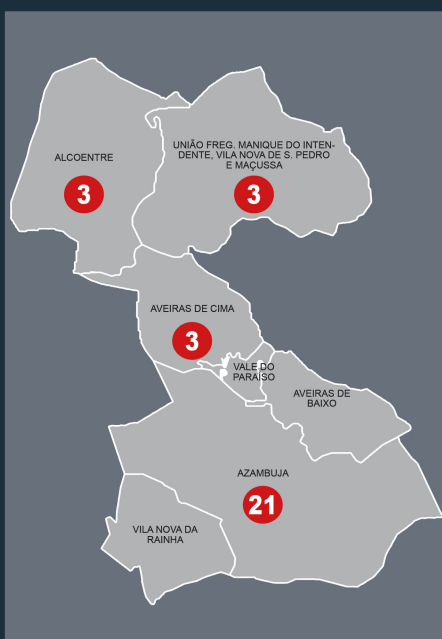 ALCOENTRE
3
UNIÃO FREG. MANIQUE DO INTEN-
DENTE, VILA NOVA DE S. PEDRO
E MAÇUSSA
3
AVEIRAS DE CIMA
3
VALE DO
PARAÍSO
AVEIRAS DE
BAIXO
AZAMBUJA
21
VILA NOVA DA
RAINHA